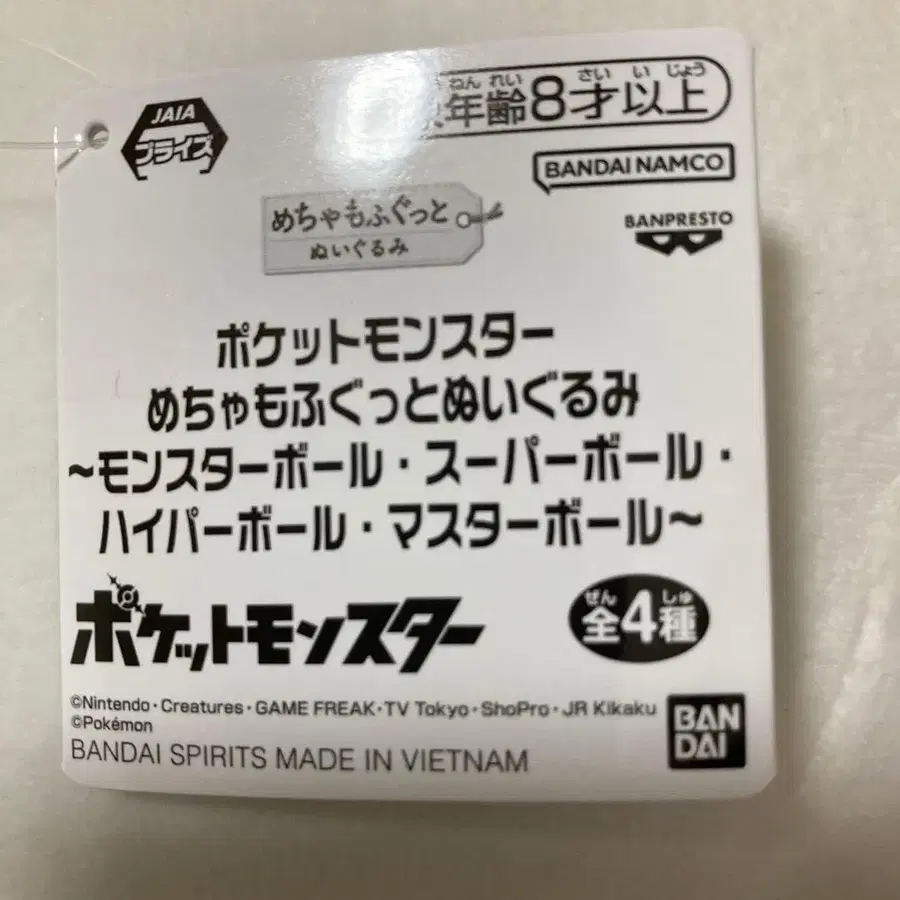 JAIA
プライズ
ねんれい さいいじょう
年齢8才以上
BANDAI NAMCO
めちゃもふぐっと
ぬいぐるみ
BANPRESTO
ポケットモンスター
めちゃもふぐっとぬいぐるみ
~モンスターボール・スーパーボール・
ハイパーボール・マスターボール~
ポケットモンスター
ぜん しゅ
全4種
©Nintendo・Creatures・GAME FREAK・TV Tokyo・ShoPro・JR Kikaku
©Pokémon
BANDAI SPIRITS MADE IN VIETNAM
BAN
DAI